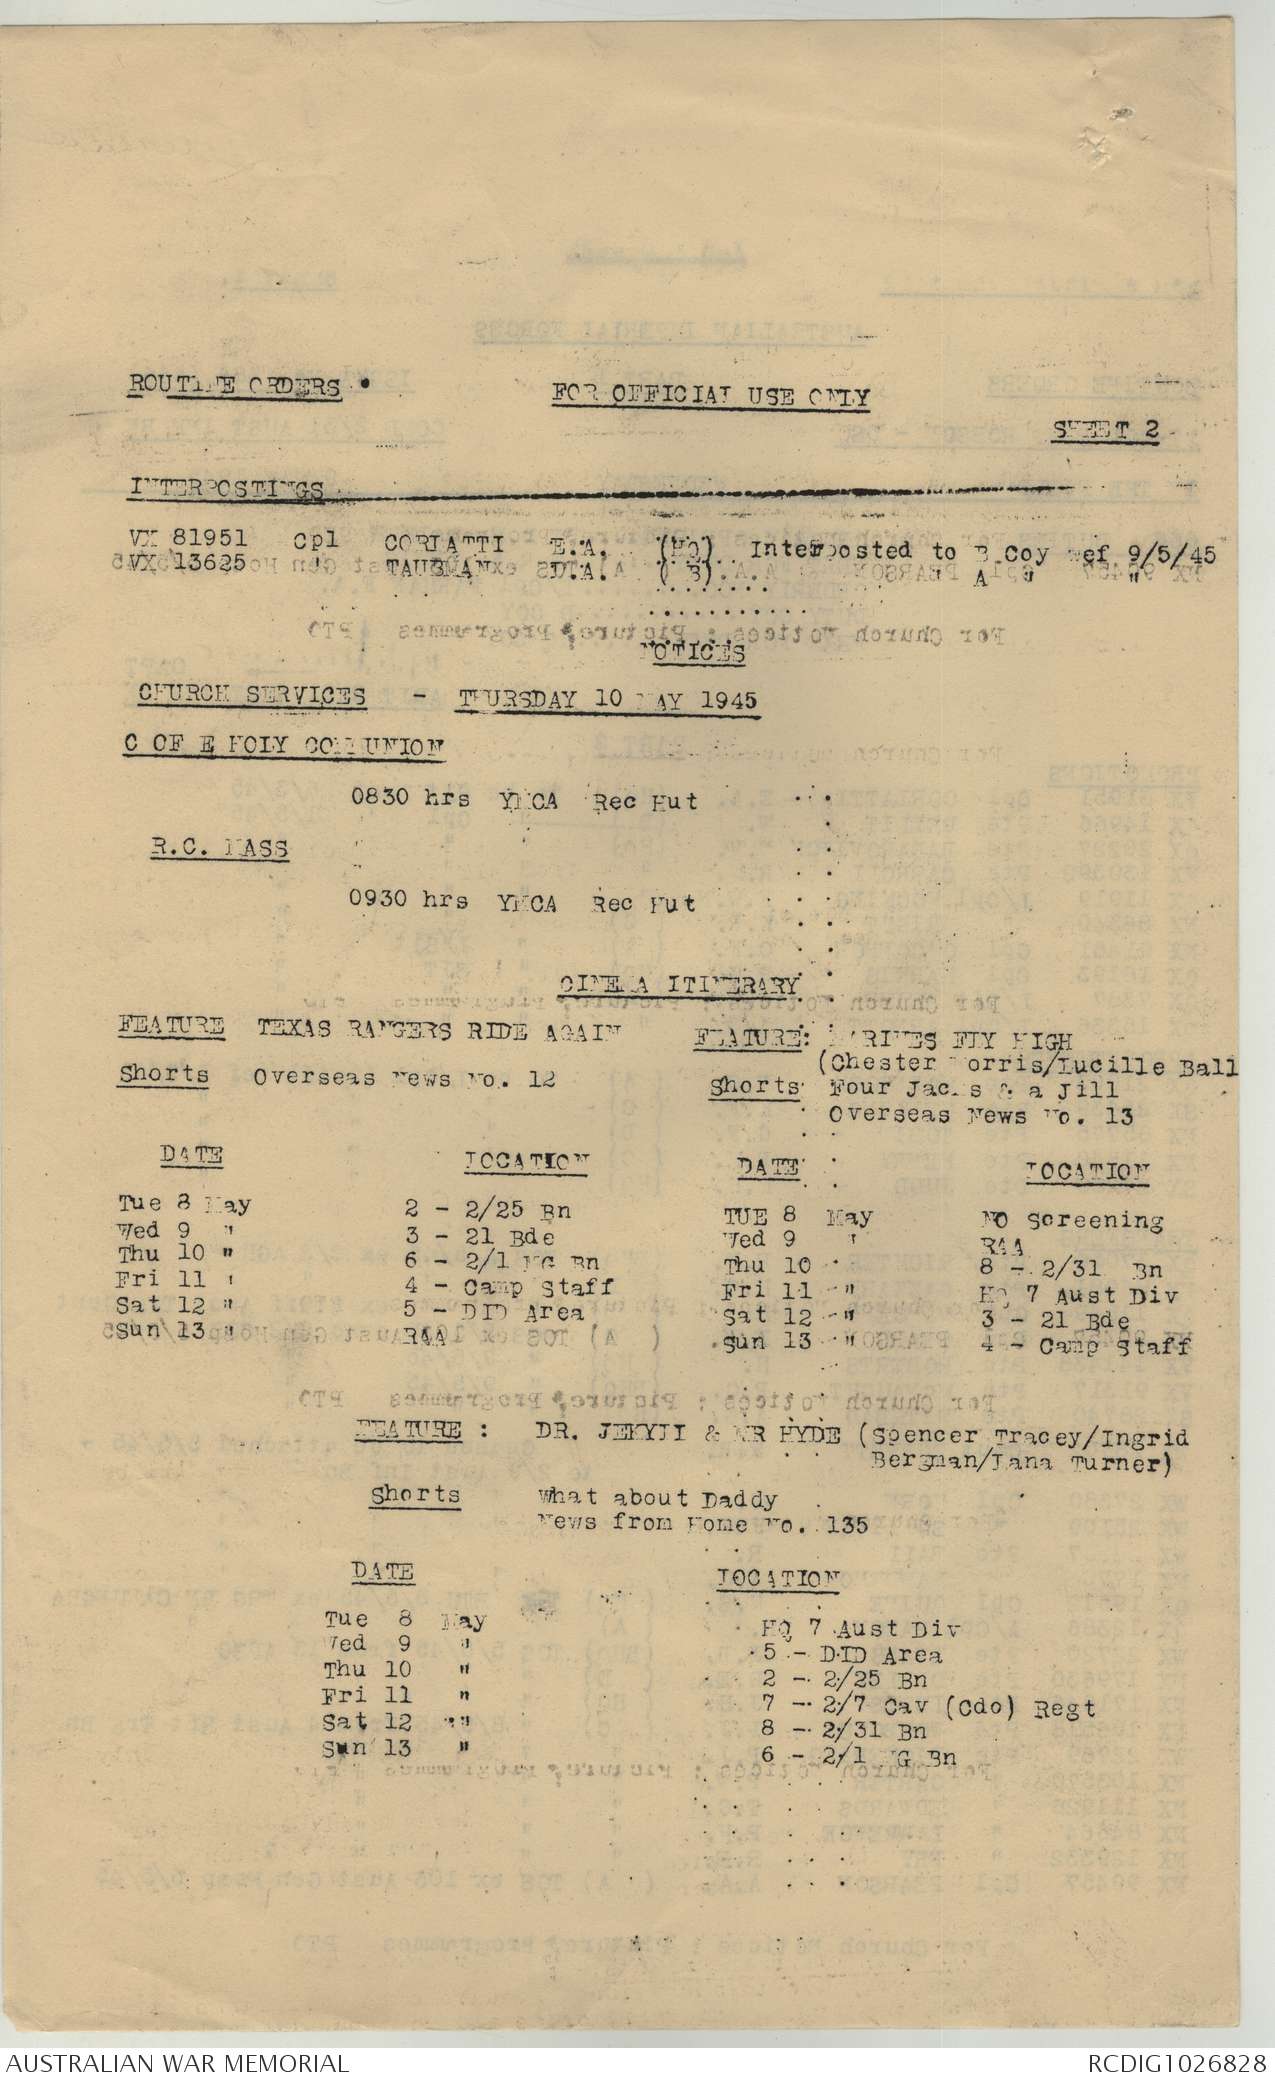 ROUTINE ORDERS
FOR OFFICIAL USE ONLY
SHEET 2
INTERPOSTINGS
VX 81951 Cpl CORIATTI E.A. (HQ) Interposted to B Coy wef 9/5/45
VX 13625 " TAUBMAN D.A. ( B) A " "
NOTICES
CHURCH SERVICES - THURSDAY 10 MAY 1945
C OF E HOLY COMMUNION
0830 hrs YMCA Rec Hut
R.C. MASS
0930 hrs YMCA Rec Hut
CINEMA ITINERARY
FEATURE TEXAS RANGERS RIDE AGAIN
Shorts Overseas News No. 12
DATE LOCATION
Tue 8 May 2 - 2/25 Bn
Wed 9 " 3 - 21 Bde
Thu 10 " 6 - 2/1 MG Bn
Fri 11 " 4 - Camp Staff
Sat 12 " 5 - DID Area
Sun 13 " RAA
FEATURE: MARINES FLY HIGH
(Chester Morris/Lucille Ball
Shorts Four Jacks & a Jill
Overseas News No. 13
DATE LOCATION
TUE 8 May NO Screening
Wed 9 " RAA
Thu 10 8 - 2/31 Bn
Fri 11 " HQ 7 Aust Div
Sat 12 " 3 - 21 Bde
Sun 13 " 4 - Camp Staff
FEATURE : DR. JEKYLL & MR HYDE (Spencer Tracey/Ingrid
Bergman/Lana Turner)
Shorts What about Daddy
News from Home No. 135
DATE LOCATION
Tue 8 May HQ 7 Aust Div
Wed 9 " 5 - DID Area
Thu 10 " 2 - 2/25 Bn
Fri 11 " 7 - 2/7 Cav (Cdo) Regt
Sat 12 " 8 - 2/31 Bn
Sun 13 " 6 - 2/1 MG Bn
AUSTRALIAN WAR MEMORIAL
RCDIG1026828